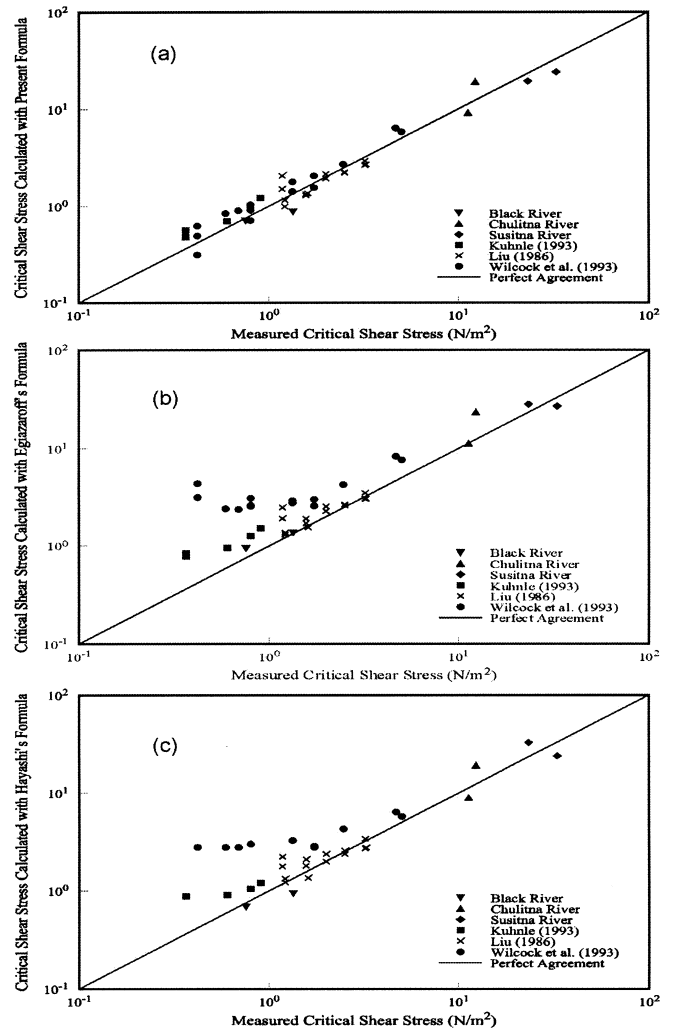 Critical Shear Stress Calculated with Present Formula
10²
10¹
10⁰
10⁻¹
(a)
Black River
Chulitna River
Susitna River
Kuhnle (1993)
Liu (1986)
Wilcock et al. (1993)
Perfect Agreement
10⁻¹ 10⁰ 10¹ 10²
Measured Critical Shear Stress (N/m²)
Critical Shear Stress Calculated with Egiazaroff's Formula
10²
10¹
10⁰
10⁻¹
(b)
Black River
Chulitna River
Susitna River
Kuhnle (1993)
Liu (1986)
Wilcock et al. (1993)
Perfect Agreement
10⁻¹ 10⁰ 10¹ 10²
Measured Critical Shear Stress (N/m²)
Critical Shear Stress Calculated with Hayashi's Formula
10²
10¹
10⁰
10⁻¹
(c)
Black River
Chulitna River
Susitna River
Kuhnle (1993)
Liu (1986)
Wilcock et al. (1993)
Perfect Agreement
10⁻¹ 10⁰ 10¹ 10²
Measured Critical Shear Stress (N/m²)